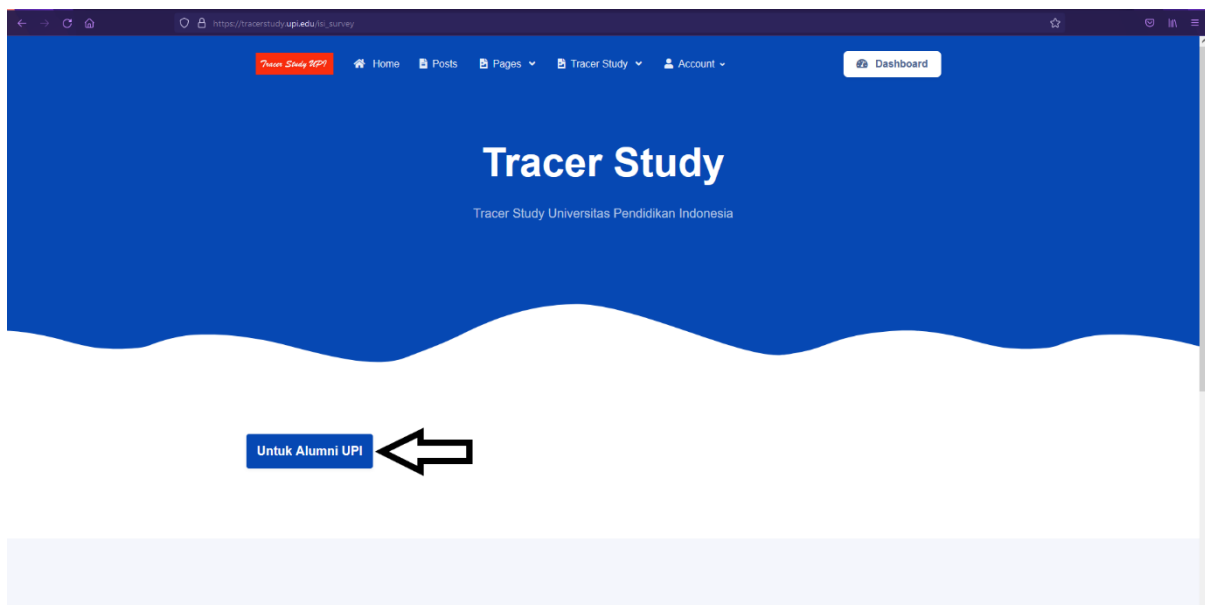 https://tracerstudy.upi.edu/isi_survey
Tracer Study UPI Home Posts Pages Tracer Study Account Dashboard
Tracer Study
Tracer Study Universitas Pendidikan Indonesia
Untuk Alumni UPI